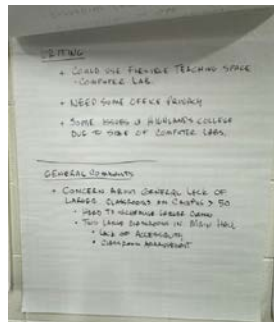 WRITING
+ COULD USE FLEXIBLE TEACHING SPACE
- COMPUTER LAB.
+ NEED SOME OFFICE PRIVACY
+ SOME ISSUES @ HIGHLANDS COLLEGE
DUE TO SIZE OF COMPUTER LABS.
GENERAL COMMENTS
+ CONCERN ABOUT GENERAL LACK OF
LARGER CLASSROOMS ON CAMPUS > 50
• HARD TO SCHEDULE LARGER
• TWO LARGE CLASSROOMS IN MAIN HALL
• LACK OF ACCESSIBILITY
• CLASSROOM ARRANGEMENT